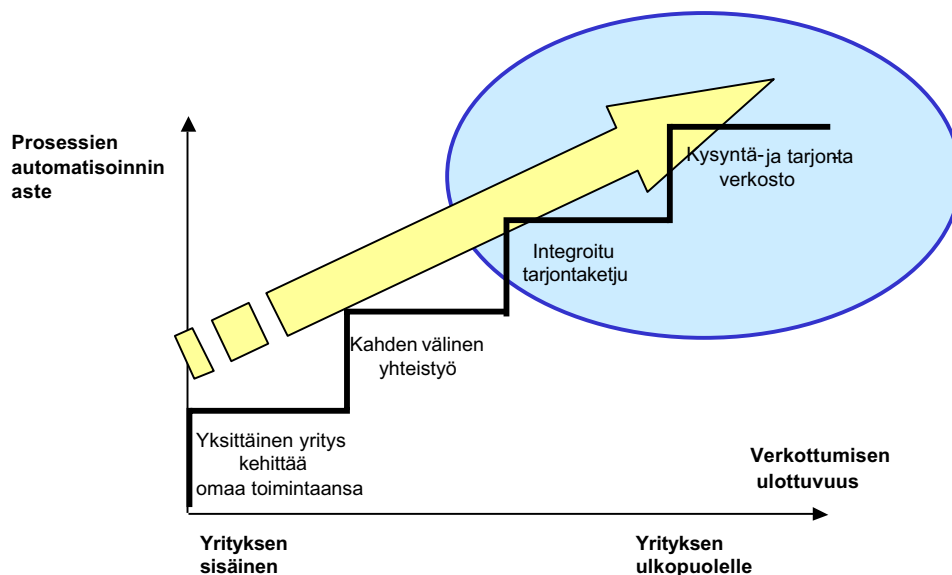 Prosessien
automatisoinnin
aste
Kysyntä- ja tarjonta-
verkosto
Integroitu
tarjontaketju
Kahden välinen
yhteistyö
Yksittäinen yritys
kehittää
omaa toimintaansa
Verkottumisen
ulottuvuus
Yrityksen
sisäinen
Yrityksen
ulkopuolelle